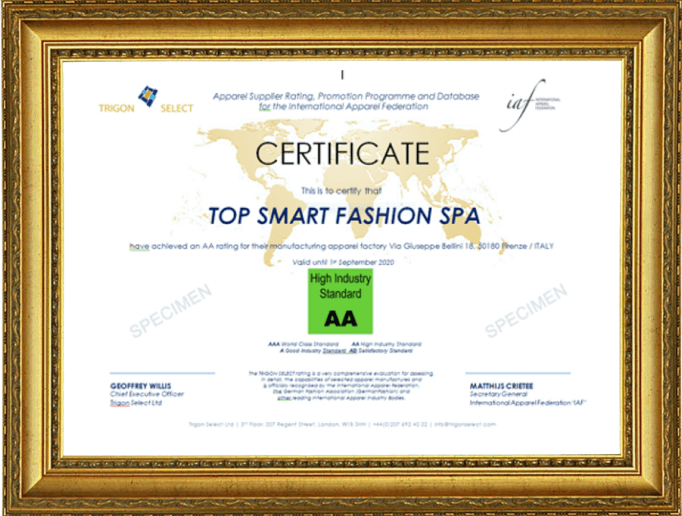 TRIGON SELECT
Apparel Supplier Rating, Promotion Programme and Database
for the International Apparel Federation
iaf INTERNATIONAL
APPAREL
FEDERATION
CERTIFICATE
This is to certify that
TOP SMART FASHION SPA
have achieved an AA rating for their manufacturing apparel factory Via Giuseppe Bellini 18, 50180 Firenze / ITALY
Valid until 1st September 2020
High Industry
Standard
AA
SPECIMEN
SPECIMEN
AAA World Class Standard AA High Industry Standard
A Good Industry Standard AB Satisfactory Standard
The TRIGON SELECT rating is a very comprehensive evaluation for assessing,
in detail, the capabilities of selected apparel manufactures and
is officially recognised by the International Apparel Federation,
the German Fashion Association (GermanFashion) and
other leading International Apparel Industry Bodies.
GEOFFREY WILLIS
Chief Executive Officer
Trigon Select Ltd
MATTHIJS CRIETEE
Secretary General
International Apparel Federation 'IAF'
Trigon Select Ltd | 3rd Floor, 207 Regent Street, London, W1B 3HH | info@trigonselect.com